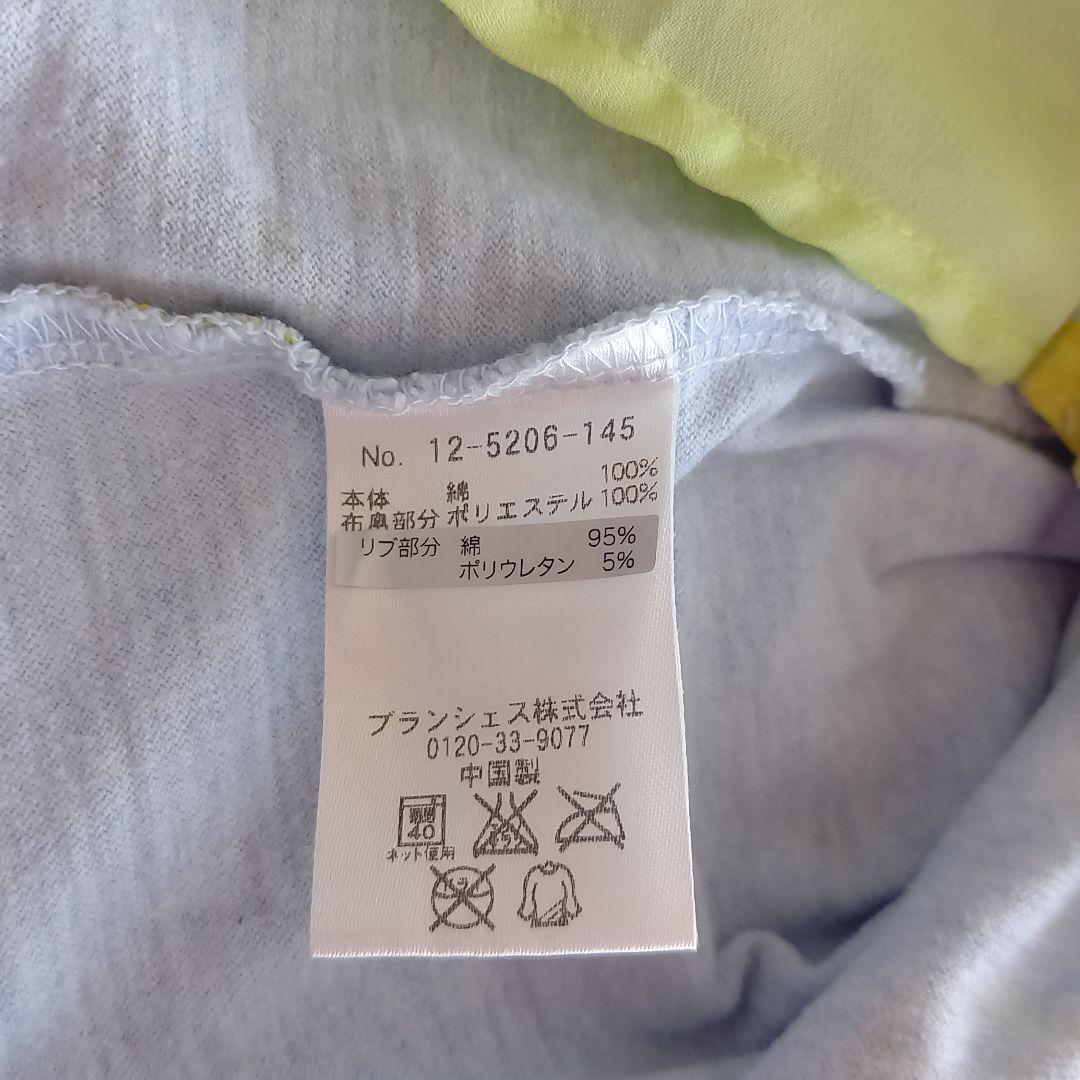 No. 12-5206-145
本体 綿 100%
布帛部分 ポリエステル 100%
リブ部分 綿 95%
ポリウレタン 5%
ブランシェス株式会社
0120-33-9077
中国製
40
ネット使用